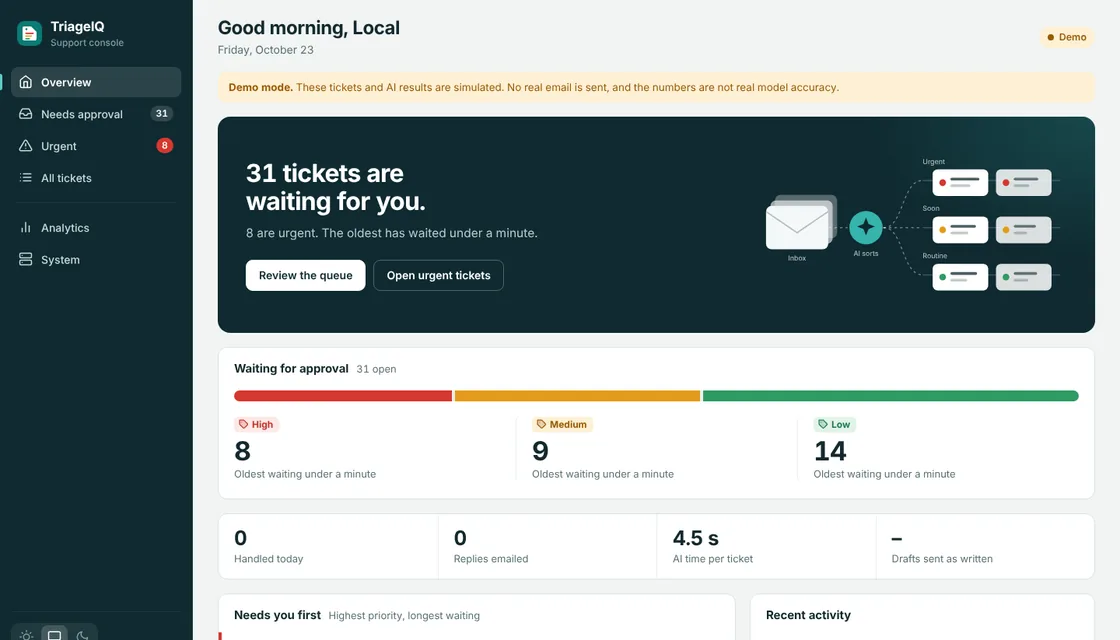 TriageIQ
Support console
Overview
Needs approval 31
Urgent 8
All tickets
Analytics
System
Good morning, Local
Friday, October 23
Demo
Demo mode. These tickets and AI results are simulated. No real email is sent, and the numbers are not real model accuracy.
31 tickets are
waiting for you.
8 are urgent. The oldest has waited under a minute.
Review the queue
Open urgent tickets
Inbox
AI sorts
Urgent
Soon
Routine
Waiting for approval 31 open
High
8
Oldest waiting under a minute
Medium
9
Oldest waiting under a minute
Low
14
Oldest waiting under a minute
0
Handled today
0
Replies emailed
4.5 s
AI time per ticket
–
Drafts sent as written
Needs you first Highest priority, longest waiting
Recent activity